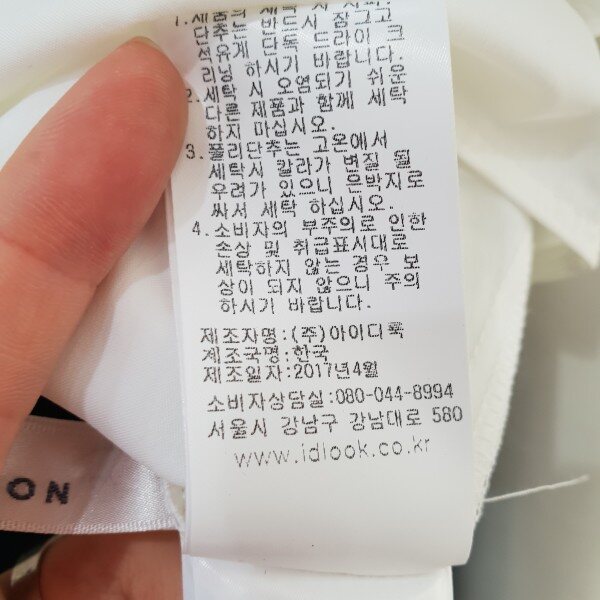 1.제품의 세탁 시
단추는 반드시 잠그고
석유계 단독 드라이 크
리닝 하시기 바랍니다.
2.세탁 시 오염되기 쉬운
다른 제품과 함께 세탁
하지 마십시오.
3.폴리단추는 고온에서
세탁시 칼라가 변질 될
우려가 있으니 은박지로
싸서 세탁 하십시오.
4.소비자의 부주의로 인한
손상 및 취급표시대로
세탁하지 않는 경우 보
상이 되지 않으니 주의
하시기 바랍니다.
제조자명:(주)아이디룩
제조국명:한국
제조일자:2017년4월
소비자상담실:080-044-8994
서울시 강남구 강남대로 580
www.idlook.co.kr
ON